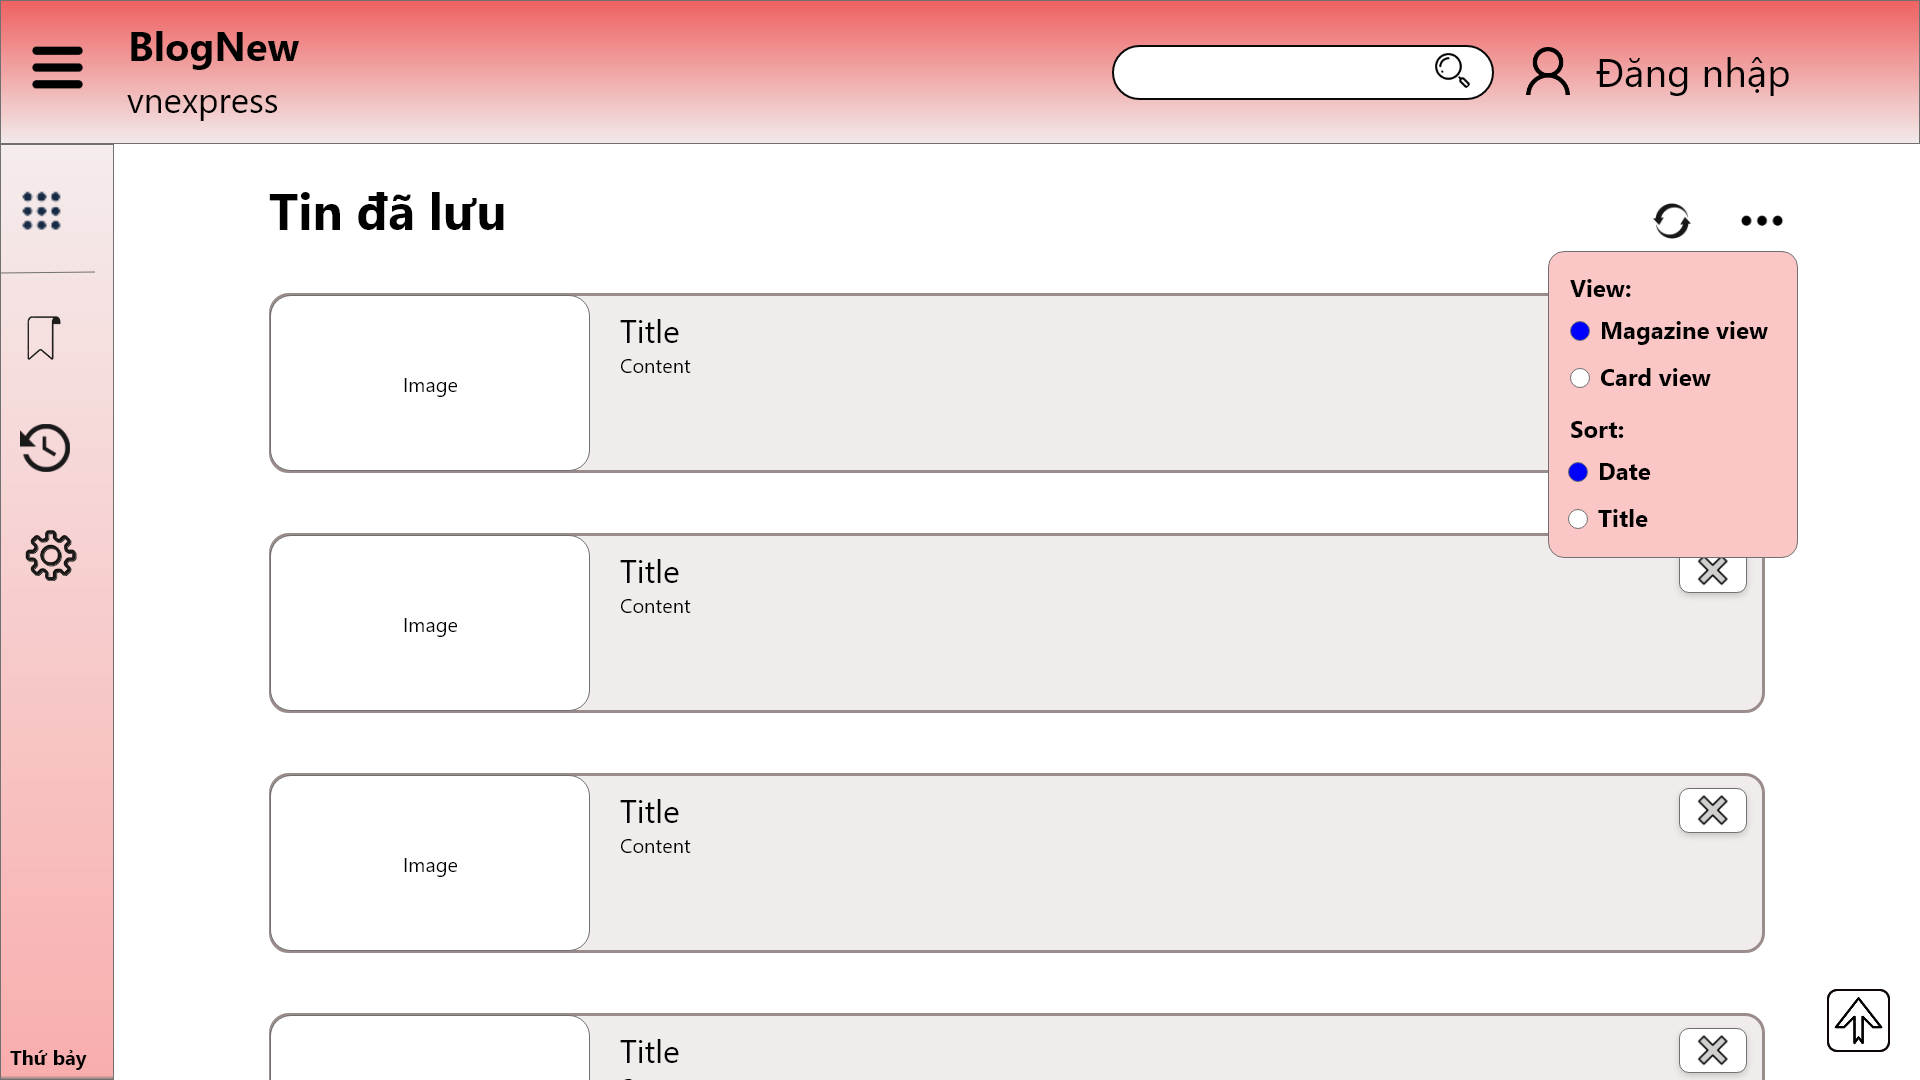 BlogNew
vnexpress
Đăng nhập
Tin đã lưu
View:
Magazine view
Card view
Sort:
Date
Title
Image
Title
Content
Image
Title
Content
Image
Title
Content
Title
Thứ bảy